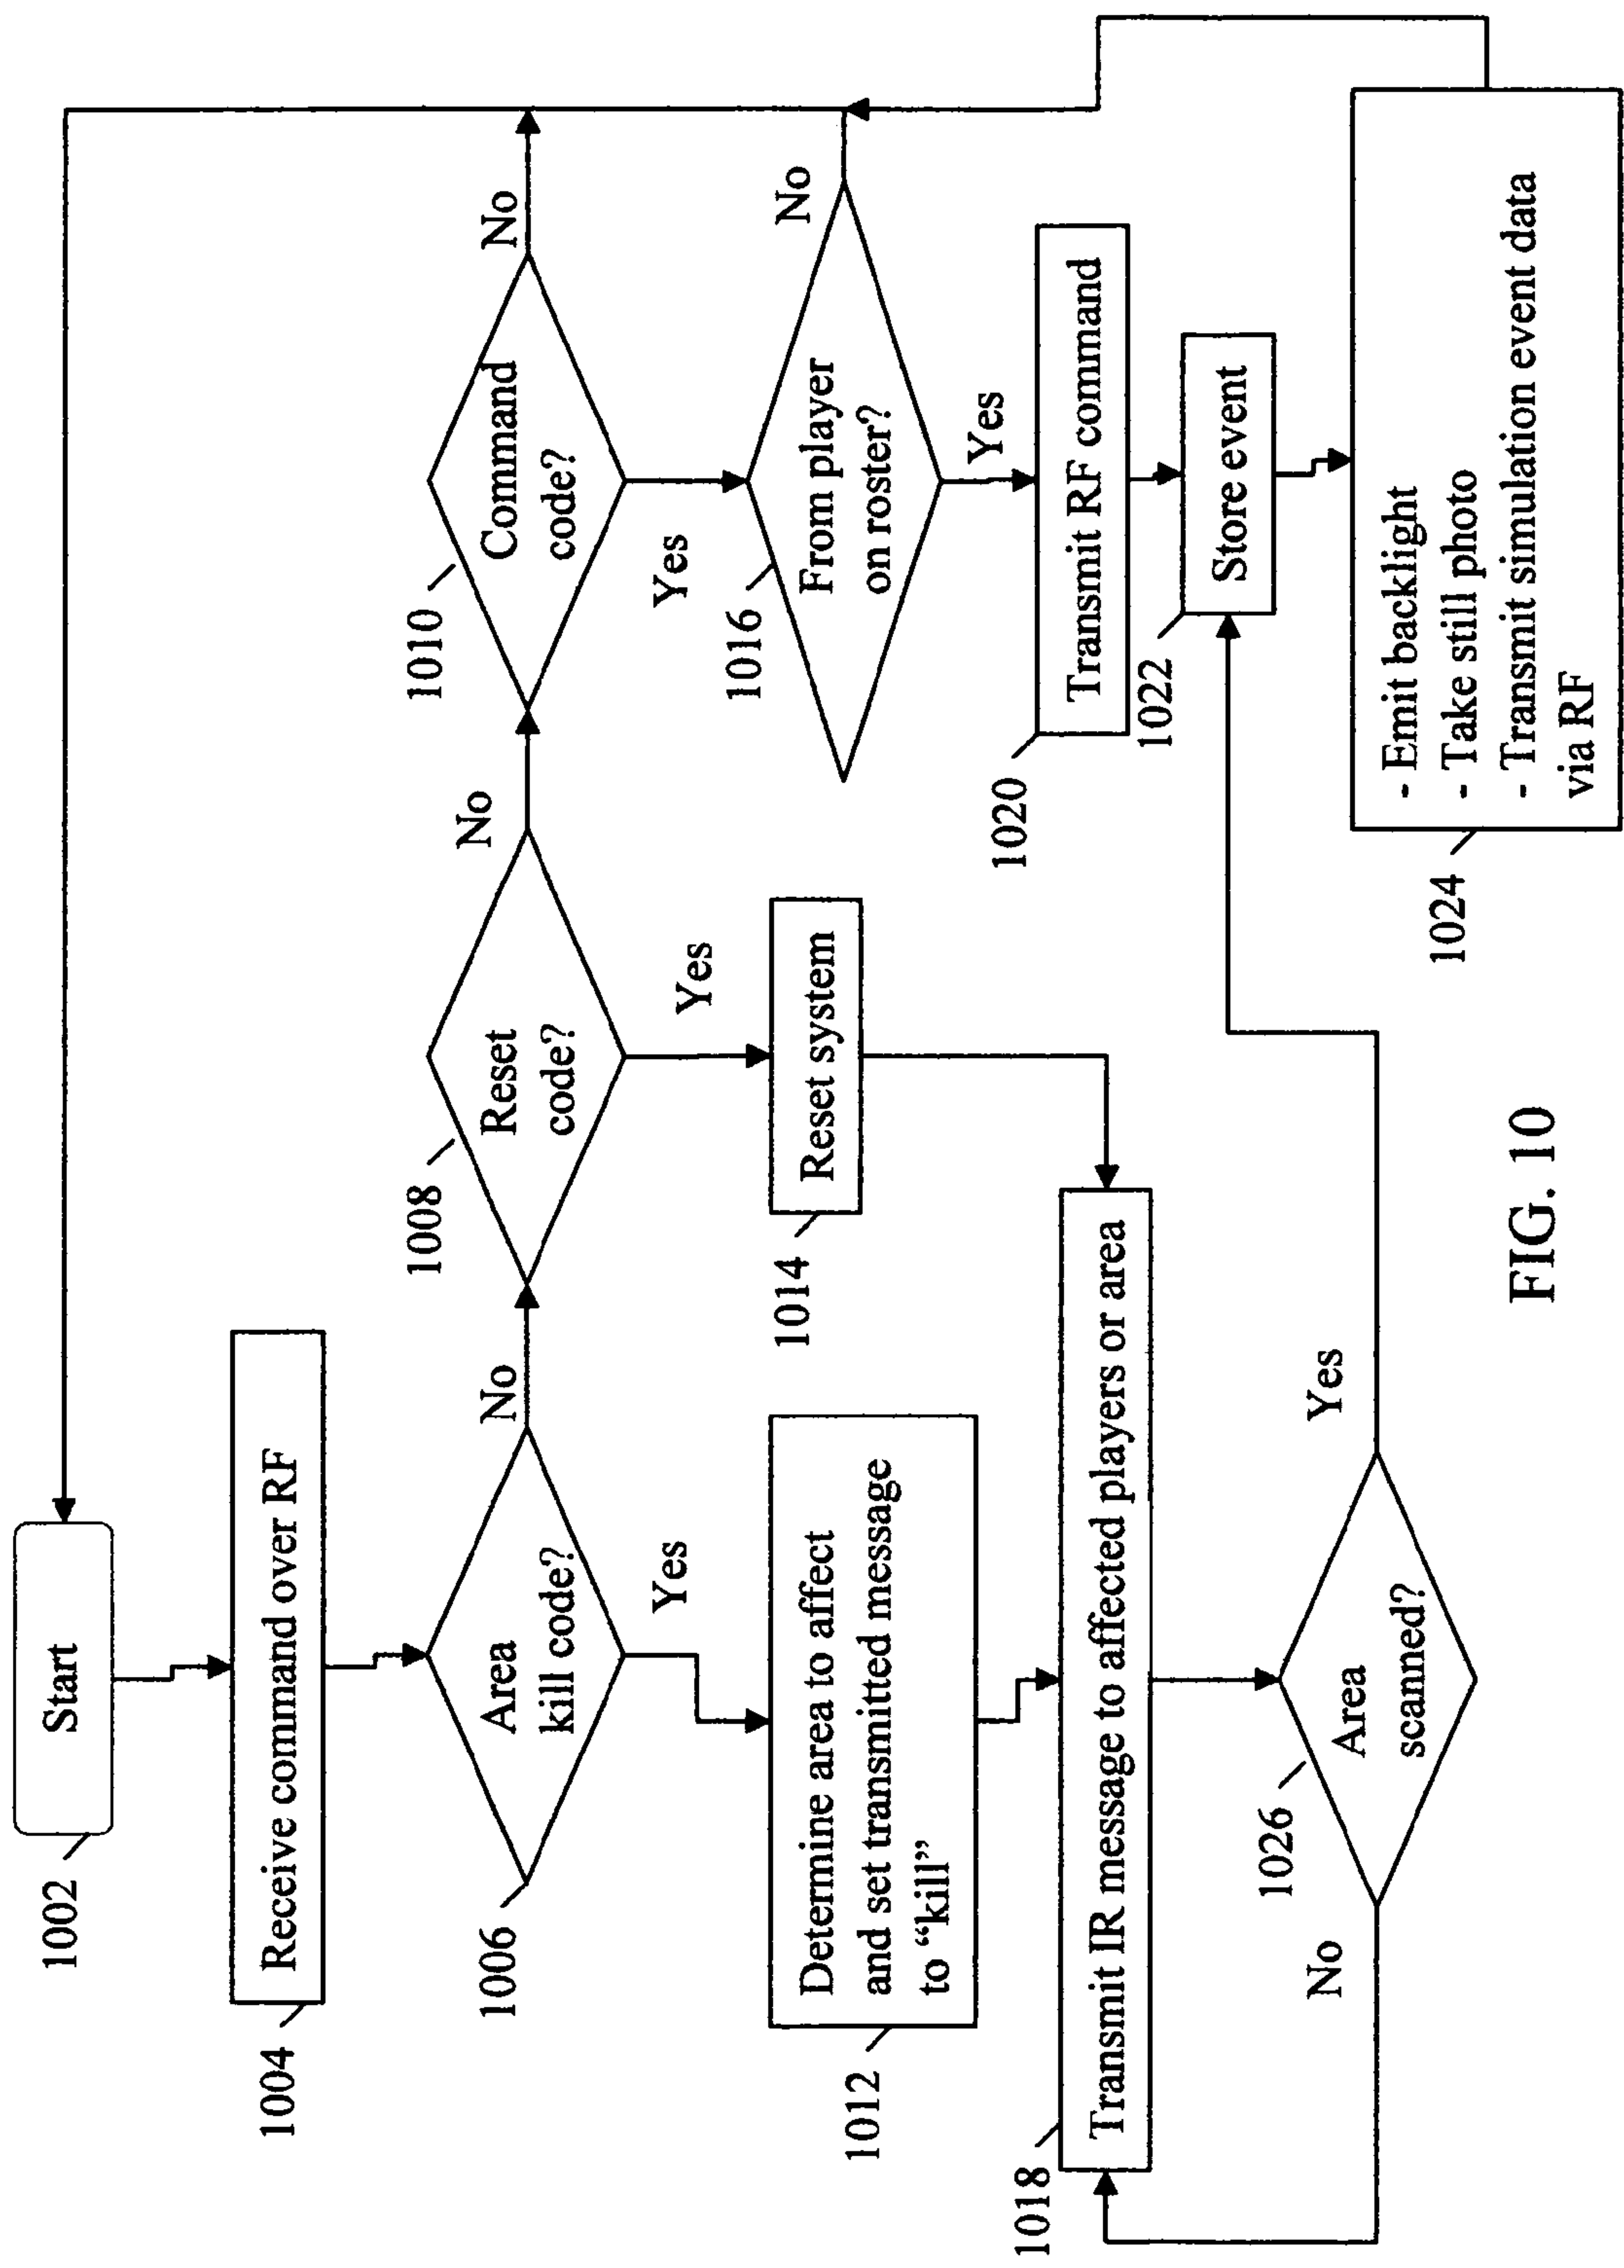 Start
1002
Receive command over RF
1004
Area
kill code?
1006
No
Yes
Reset
code?
1008
No
Yes
Command
code?
1010
No
Yes
Determine area to affect
and set transmitted message
to “kill”
1012
Reset system
1014
From player
on roster?
1016
No
Yes
Transmit IR message to affected players or area
1018
Transmit RF command
1020
Store event
1022
Area
scanned?
1026
No
Yes
- Emit backlight
- Take still photo
- Transmit simulation event data
via RF
1024
FIG. 10